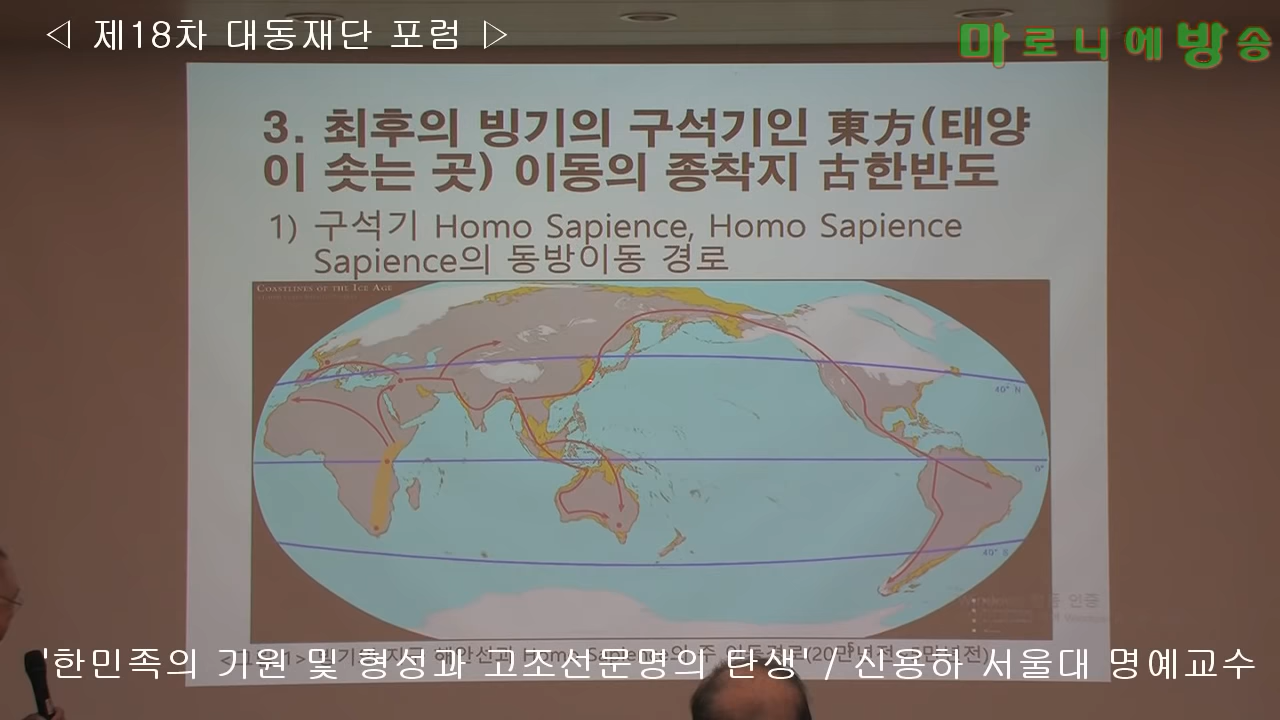 ◁ 제18차 대동재단 포럼 ▷
마로니에방송
3. 최후의 빙기의 구석기인 東方(태양
이 솟는 곳) 이동의 종착지 古한반도
1) 구석기 Homo Sapience, Homo Sapience
Sapience의 동방이동 경로
COASTLINES OF THE ICE AGE
40° N
0°
40° S
인증
'한민족의 기원 및 형성과 고조선문명의 탄생' / 신용하 서울대 명예교수